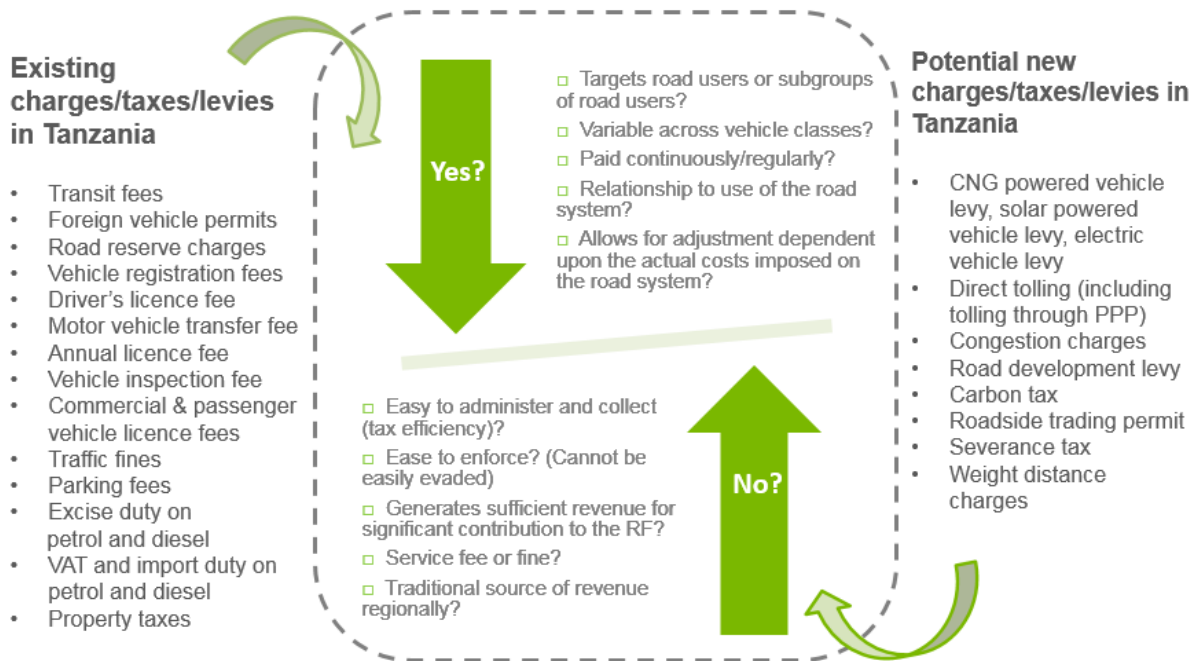 Existing
charges/taxes/levies
in Tanzania
• Transit fees
• Foreign vehicle permits
• Road reserve charges
• Vehicle registration fees
• Driver's licence fee
• Motor vehicle transfer fee
• Annual licence fee
• Vehicle inspection fee
• Commercial & passenger
vehicle licence fees
• Traffic fines
• Parking fees
• Excise duty on
petrol and diesel
• VAT and import duty on
petrol and diesel
• Property taxes
Yes?
□ Targets road users or subgroups
of road users?
□ Variable across vehicle classes?
□ Paid continuously/regularly?
□ Relationship to use of the road
system?
□ Allows for adjustment dependent
upon the actual costs imposed on
the road system?
□ Easy to administer and collect
(tax efficiency)?
□ Ease to enforce? (Cannot be
easily evaded)
□ Generates sufficient revenue for
significant contribution to the RF?
□ Service fee or fine?
□ Traditional source of revenue
regionally?
No?
Potential new
charges/taxes/levies in
Tanzania
• CNG powered vehicle
levy, solar powered
vehicle levy, electric
vehicle levy
• Direct tolling (including
tolling through PPP)
• Congestion charges
• Road development levy
• Carbon tax
• Roadside trading permit
• Severance tax
• Weight distance
charges